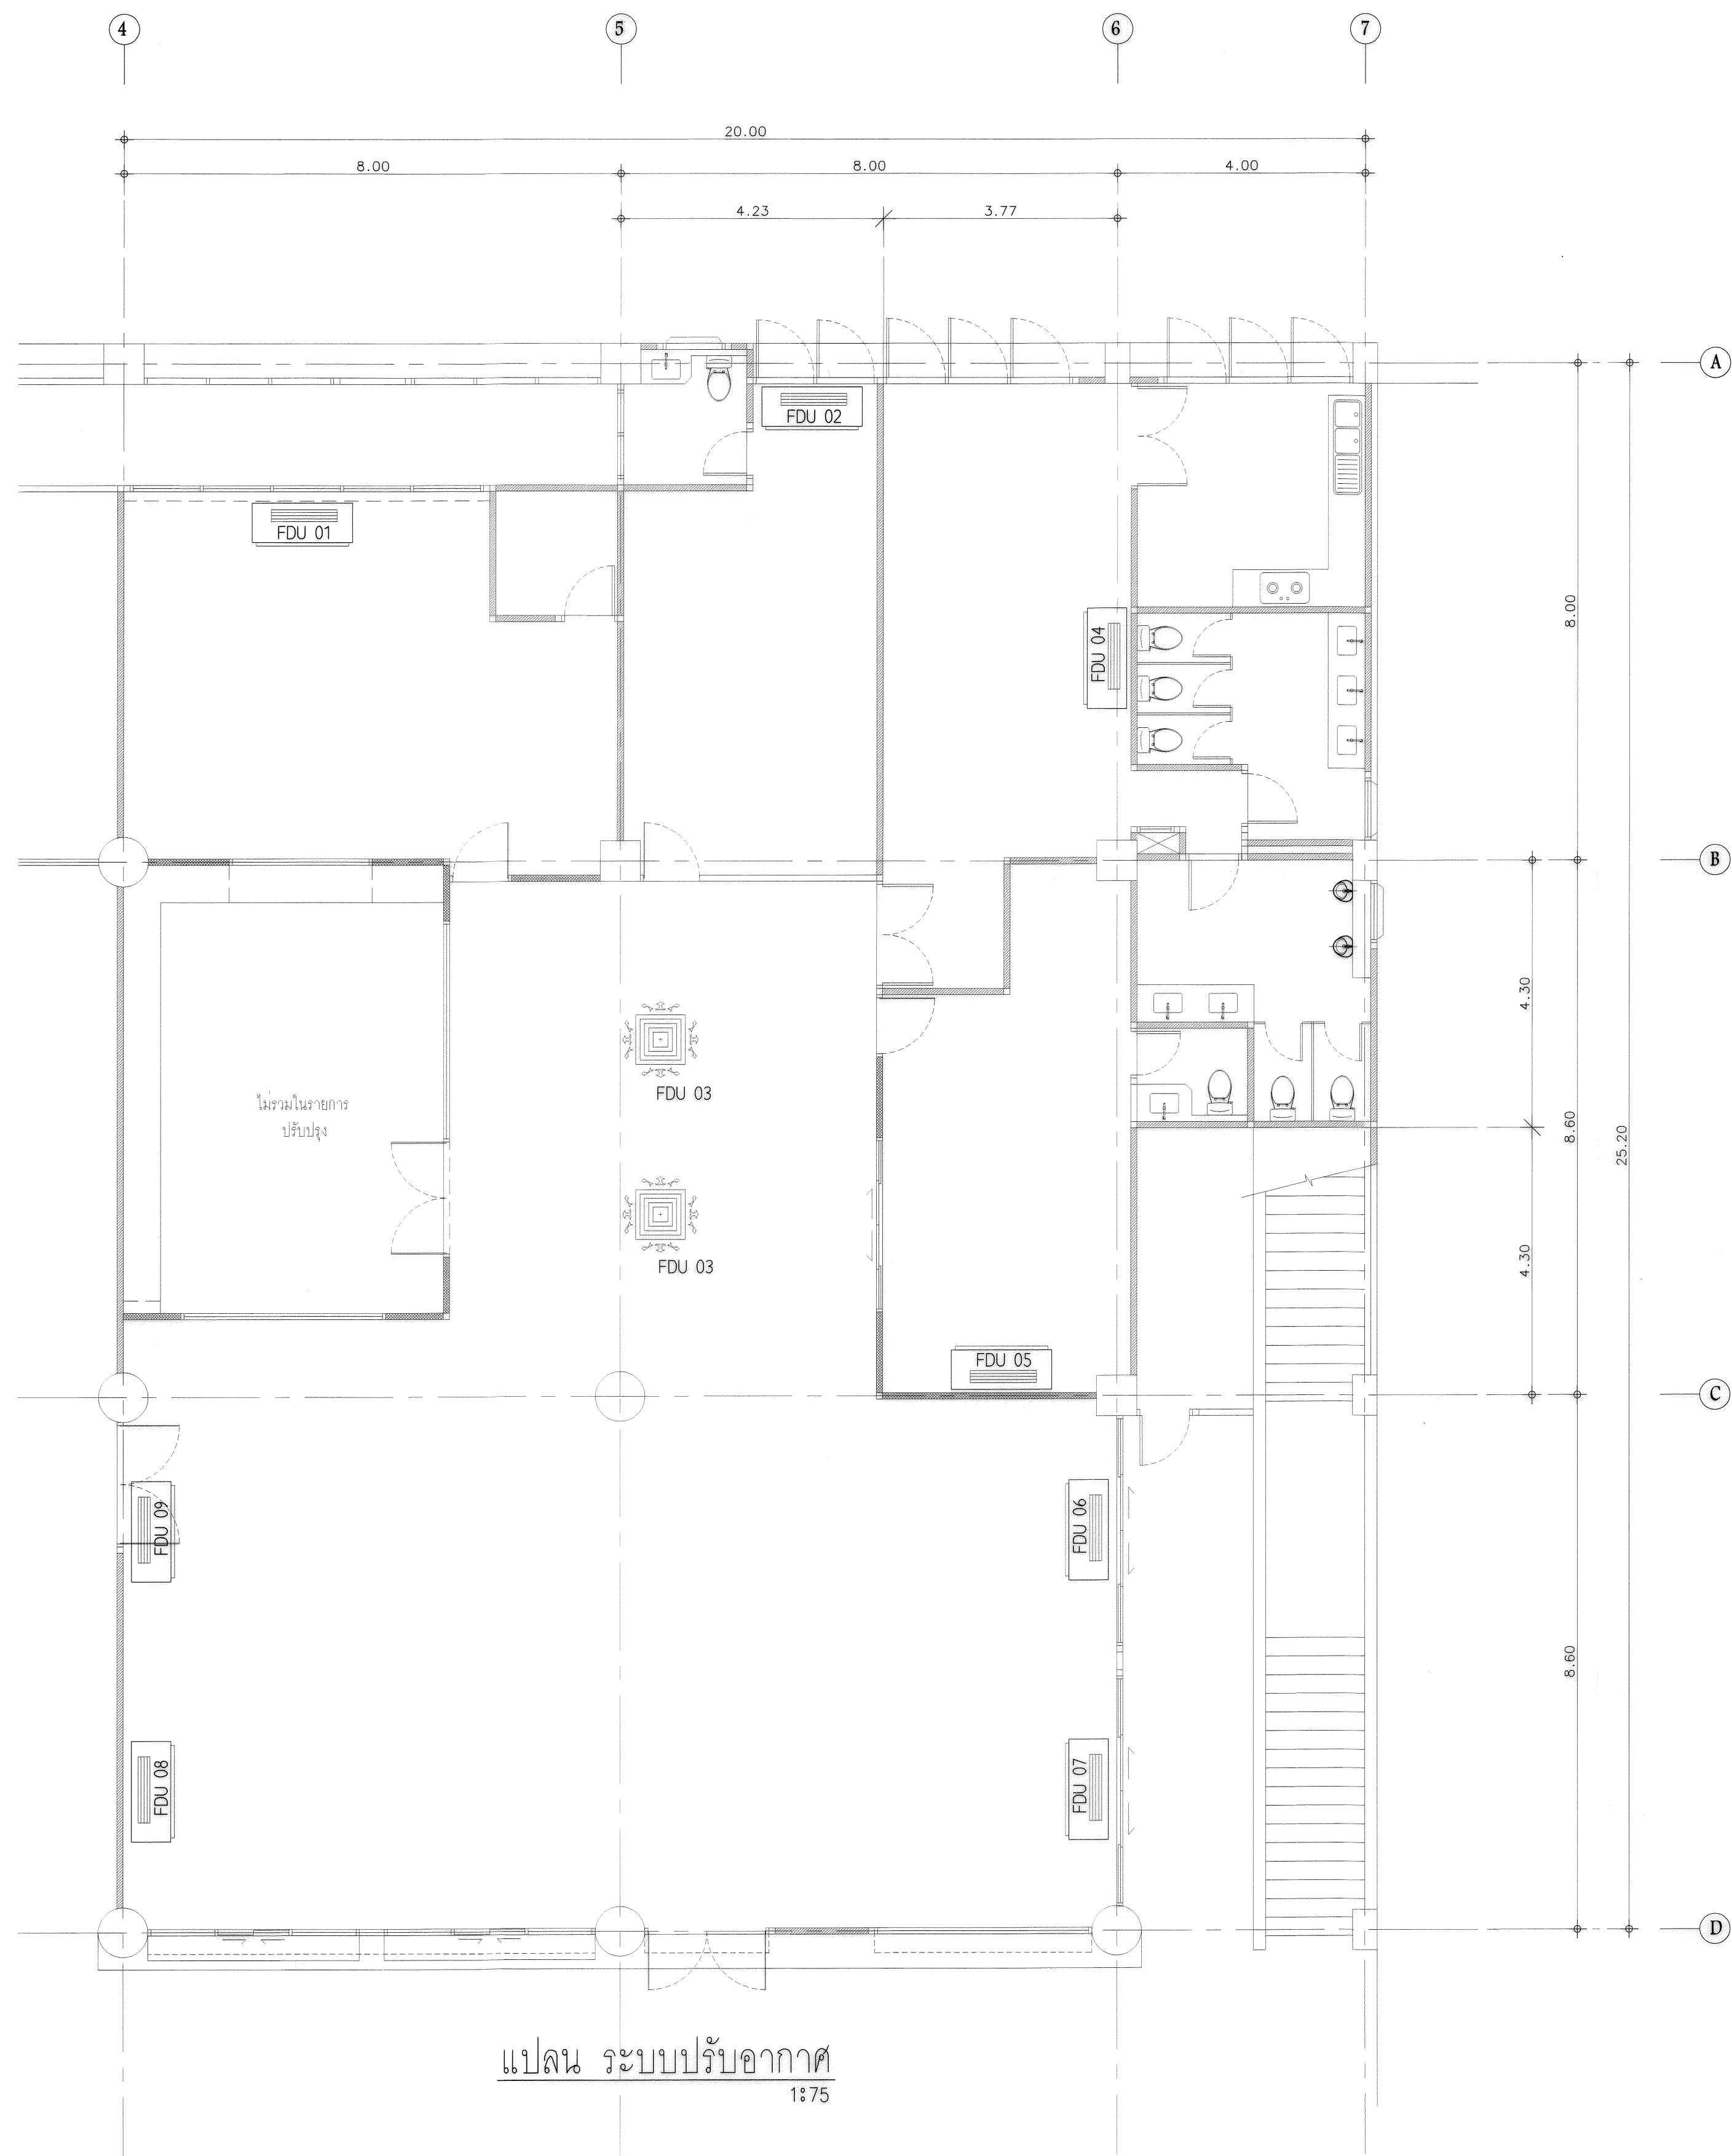 4 5 6 7
20.00
8.00 8.00 4.00
4.23 3.77
A
FDU 02
FDU 01
8.00
FDU 04
B
4.30
FDU 03
ไม่รวมในรายการ
ปรับปรุง
8.60
25.20
4.30
FDU 03
FDU 05
C
FDU 09
FDU 06
8.60
FDU 08
FDU 07
D
แปลน ระบบปรับอากาศ
1:75